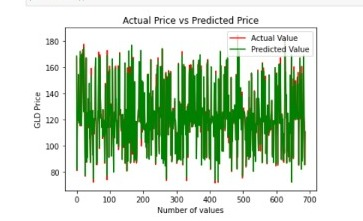 Actual Price vs Predicted Price
Actual Value
Predicted Value
GLD Price
180
160
140
120
100
80
0 100 200 300 400 500 600 700
Number of values